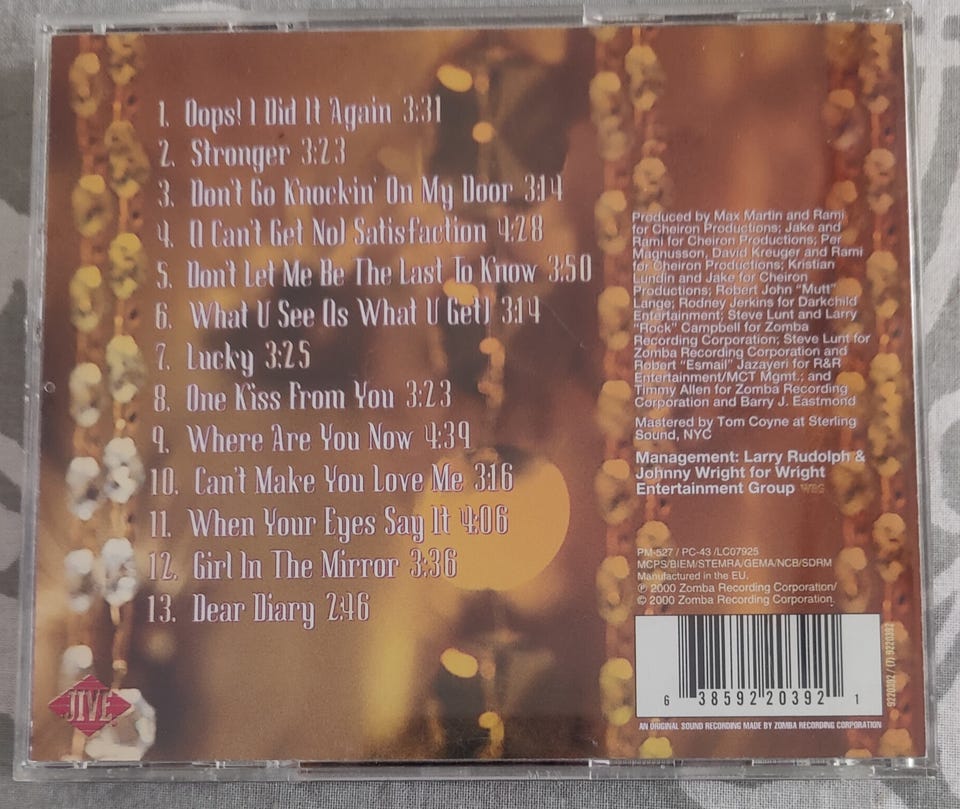 1. Oops! I Did It Again 3:31
2. Stronger 3:23
3. Don't Go Knockin' On My Door 3:14
4. (I Can't Get No) Satisfaction 4:28
5. Don't Let Me Be The Last To Know 3:50
6. What U See (Is What U Get) 3:14
7. Lucky 3:25
8. One Kiss From You 3:23
9. Where Are You Now 4:39
10. Can't Make You Love Me 3:16
11. When Your Eyes Say It 4:06
12. Girl In The Mirror 3:36
13. Dear Diary 2:46
JIVE
Produced by Max Martin and Rami
for Cheiron Productions; Jake and
Rami for Cheiron Productions; Per
Magnusson, David Kreuger and Rami
for Cheiron Productions; Kristian
Lundin and Jake for Cheiron
Productions; Robert John "Mutt"
Lange; Rodney Jerkins for Darkchild
Entertainment; Steve Lunt and Larry
"Rock" Campbell for Zomba
Recording Corporation; Steve Lunt for
Zomba Recording Corporation and
Robert "Esmail" Jazayeri for R&R
Entertainment/MCT Mgmt.; and
Timmy Allen for Zomba Recording
Corporation and Barry J. Eastmond
Mastered by Tom Coyne at Sterling
Sound, NYC
Management: Larry Rudolph &
Johnny Wright for Wright
Entertainment Group WEG
PM-527 / PC-43 /LC07925
MCPS/BIEM/STEMRA/GEMA/NCB/SDRM
Manufactured in the EU.
℗ 2000 Zomba Recording Corporation/
© 2000 Zomba Recording Corporation.
6 38592 20392 1
9220392 / (7) 9220392
AN ORIGINAL SOUND RECORDING MADE BY ZOMBA RECORDING CORPORATION